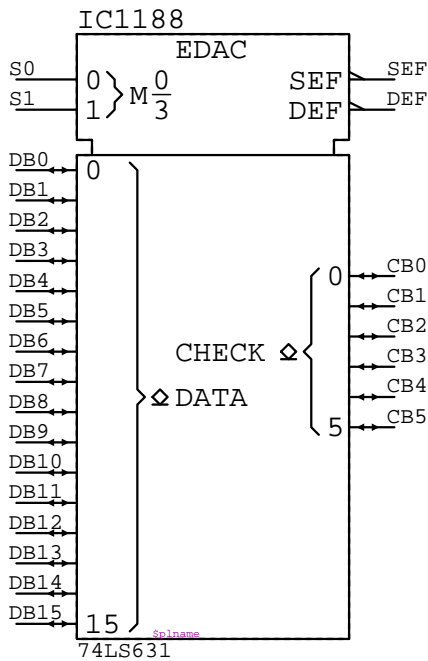 IC1188
EDAC
S0 0 M 0 SEF SEF
S1 1 3 DEF DEF
DB0 0
DB1
DB2
DB3
DB4 0 CB0
DB5 CB1
DB6 CB2
CHECK
DB7 CB3
DB8 DATA CB4
DB9 5 CB5
DB10
DB11
DB12
DB13
DB14
DB15 15 $plname
74LS631